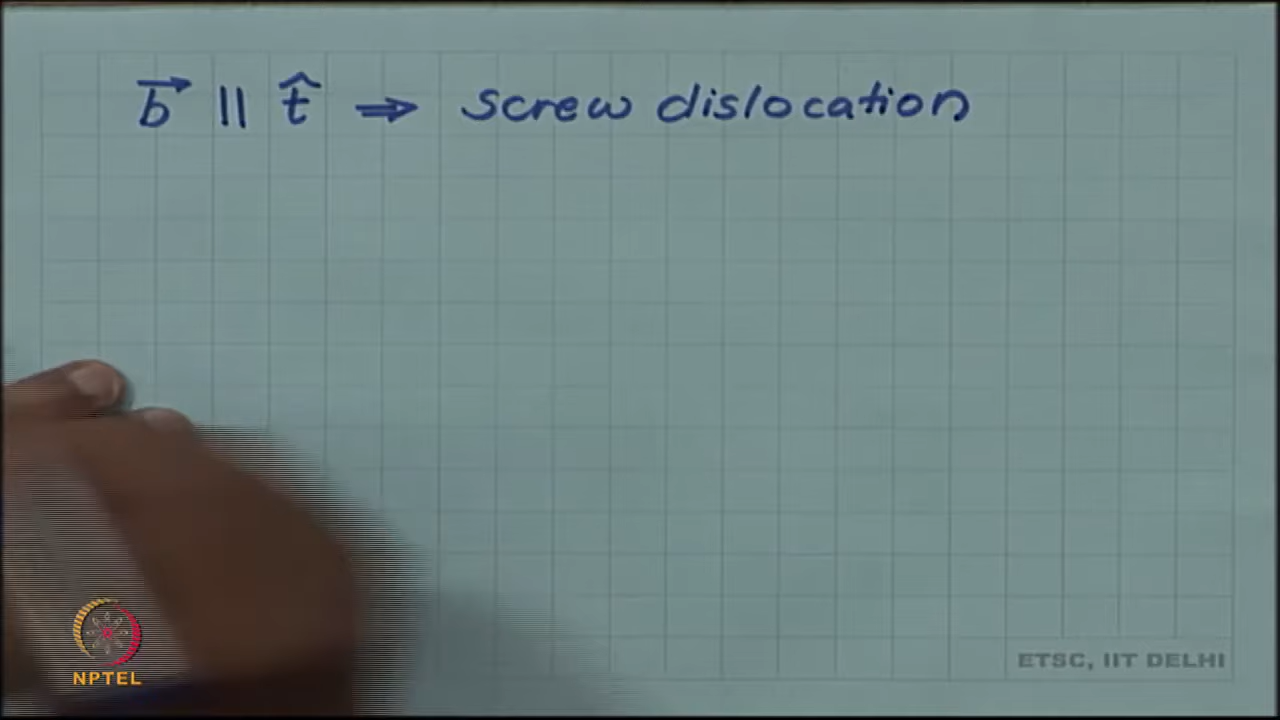 b⃗ || t̂ ⇒ screw dislocation
NPTEL
ETSC, IIT DELHI